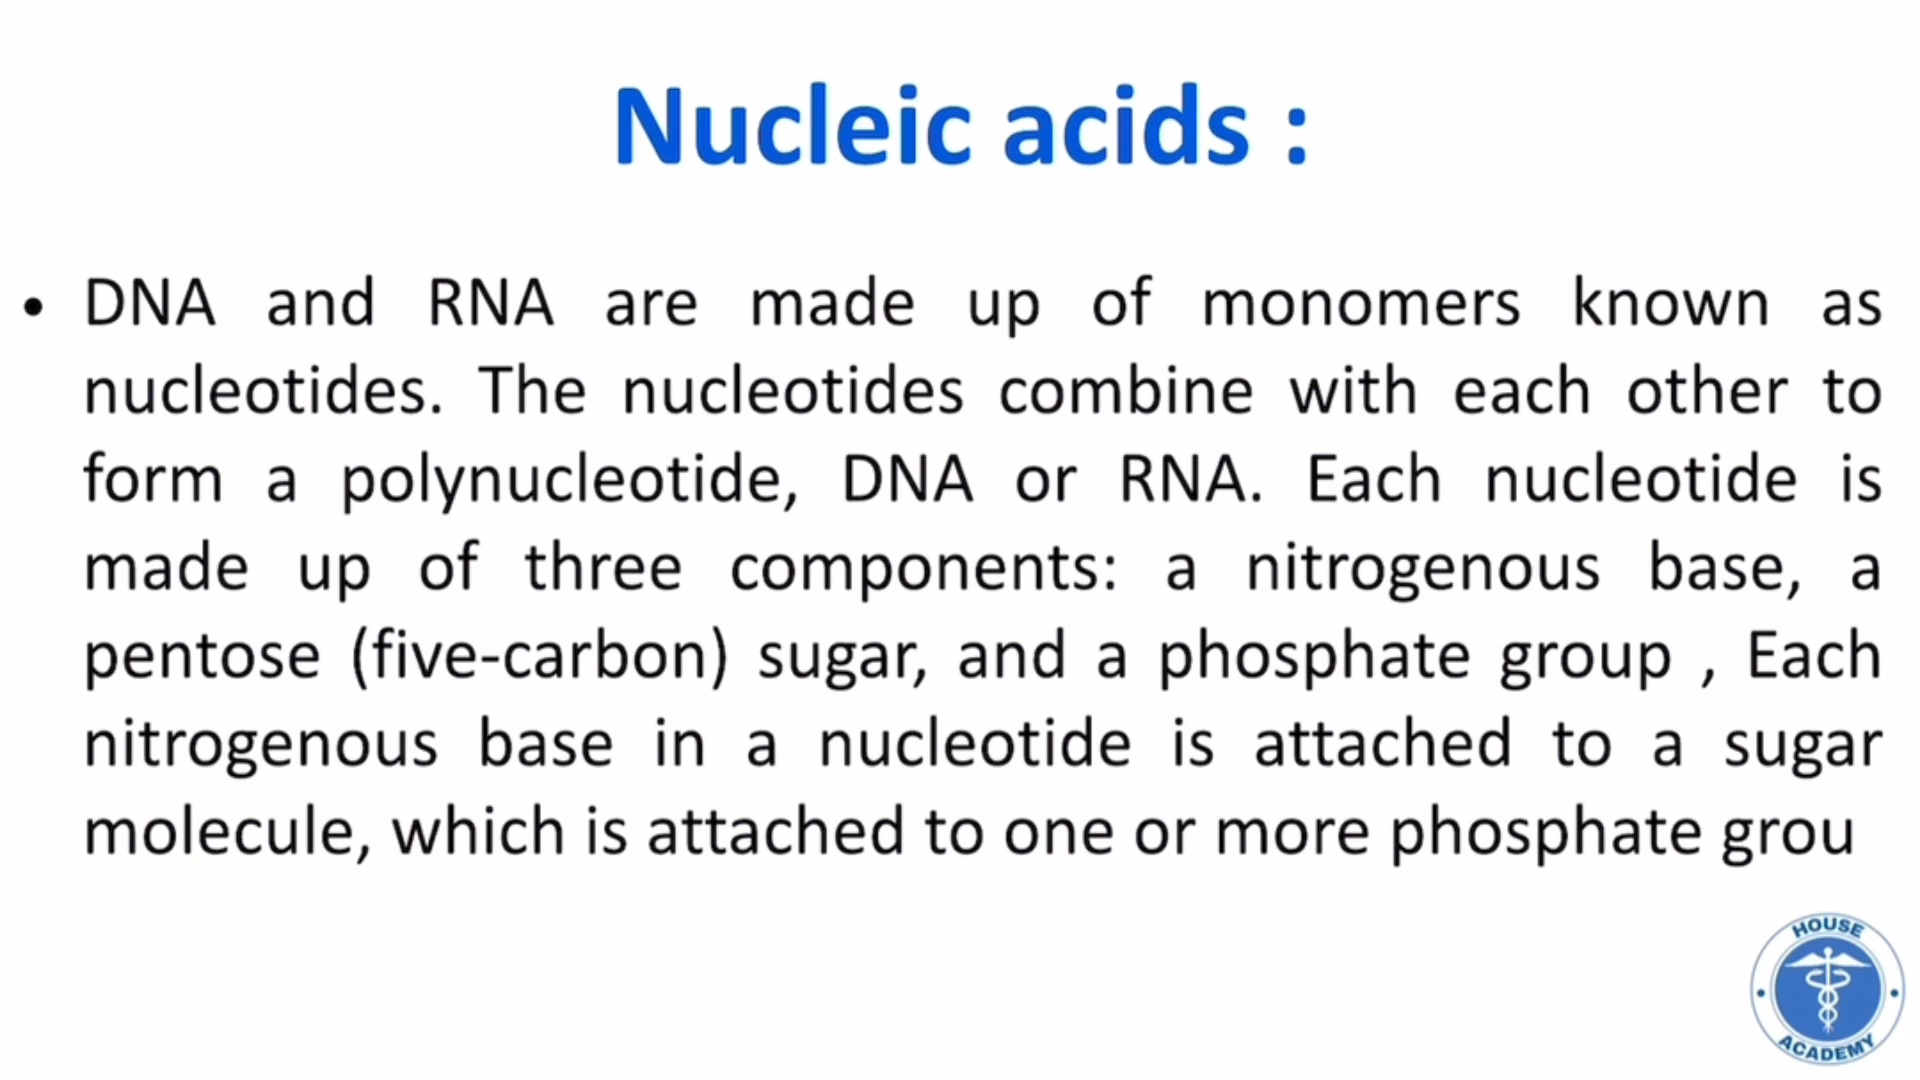 Nucleic acids :
• DNA and RNA are made up of monomers known as
nucleotides. The nucleotides combine with each other to
form a polynucleotide, DNA or RNA. Each nucleotide is
made up of three components: a nitrogenous base, a
pentose (five-carbon) sugar, and a phosphate group , Each
nitrogenous base in a nucleotide is attached to a sugar
molecule, which is attached to one or more phosphate grou
HOUSE
ACADEMY